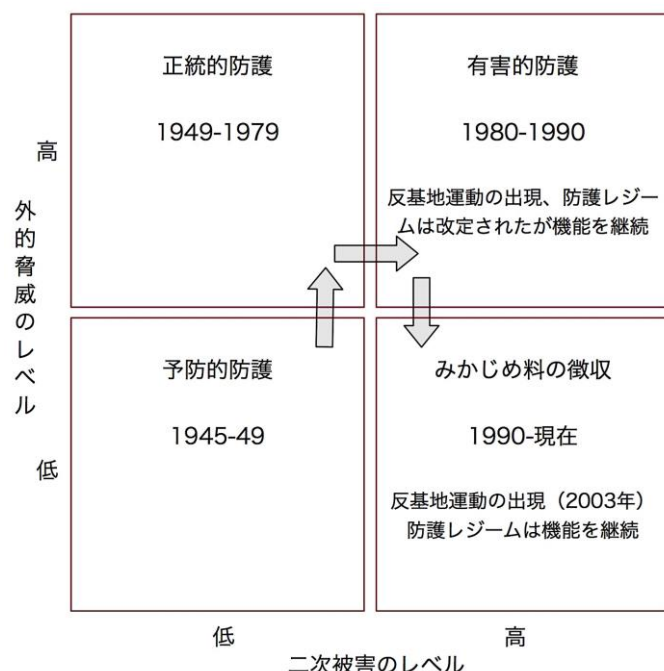 正統的防護
1949-1979
有害的防護
1980-1990
反基地運動の出現、防護レジー
ムは改定されたが機能を継続
高
外的脅威のレベル
低
予防的防護
1945-49
みかじめ料の徴収
1990-現在
反基地運動の出現（2003年）
防護レジームは機能を継続
低
高
二次被害のレベル